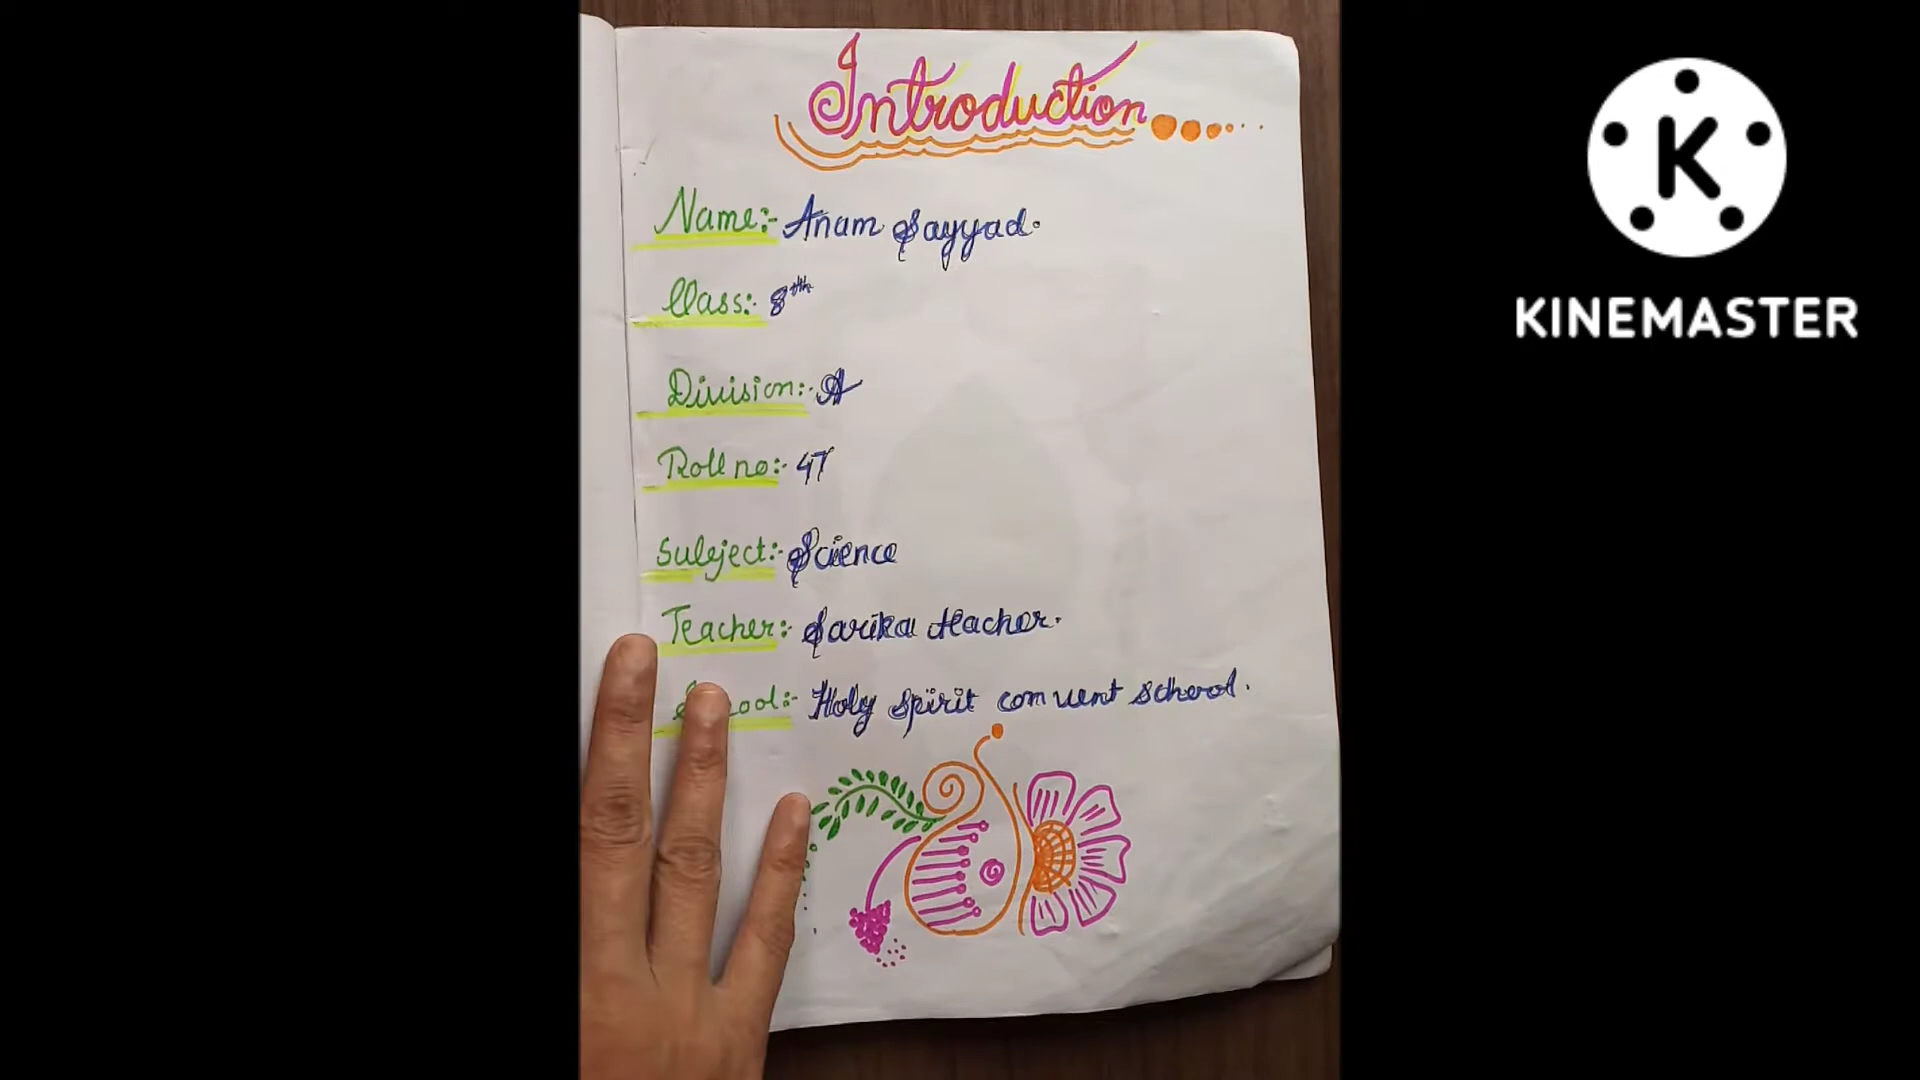 Introduction....
Name:- Anam Sayyad.
Class:- 8th
Division:- A
Roll no:- 47
Subject:- Science
Teacher:- Sarika teacher.
School:- Holy spirit convent school.
K
KINEMASTER